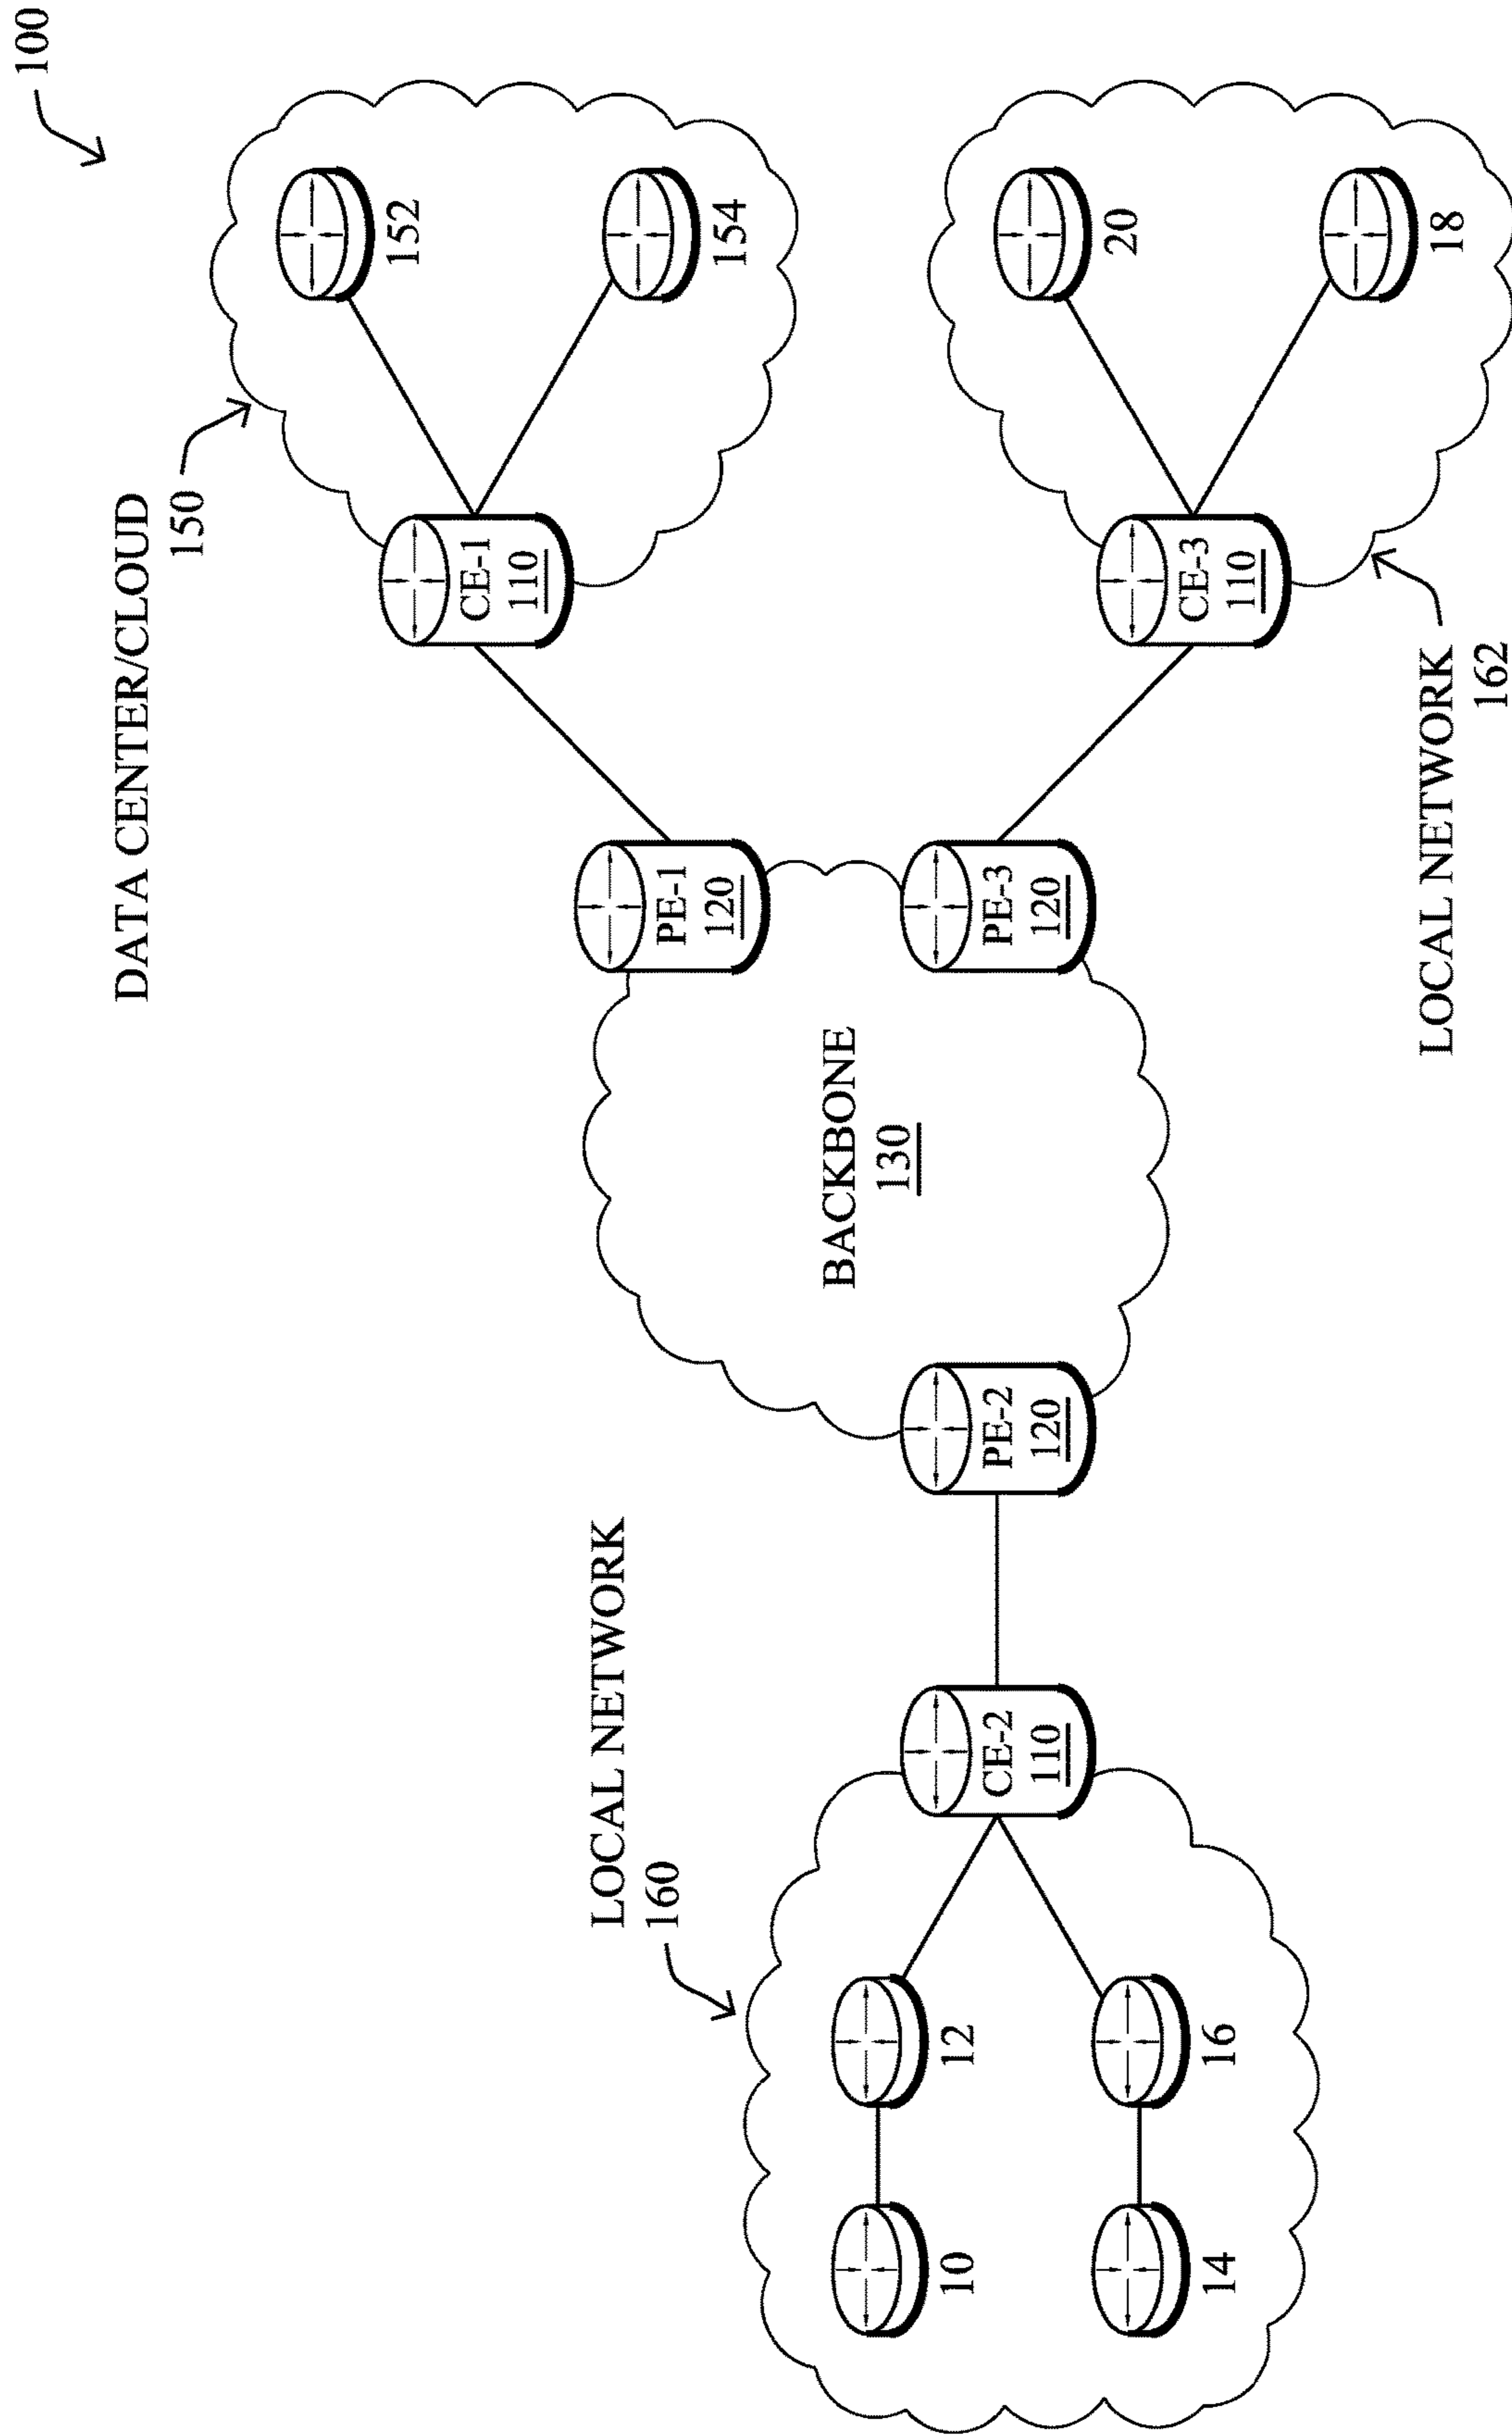 100
DATA CENTER/CLOUD
150
152
154
CE-1
110
PE-1
120
BACKBONE
130
PE-3
120
PE-2
120
LOCAL NETWORK
160
CE-2
110
12
10
16
14
CE-3
110
20
18
LOCAL NETWORK
162